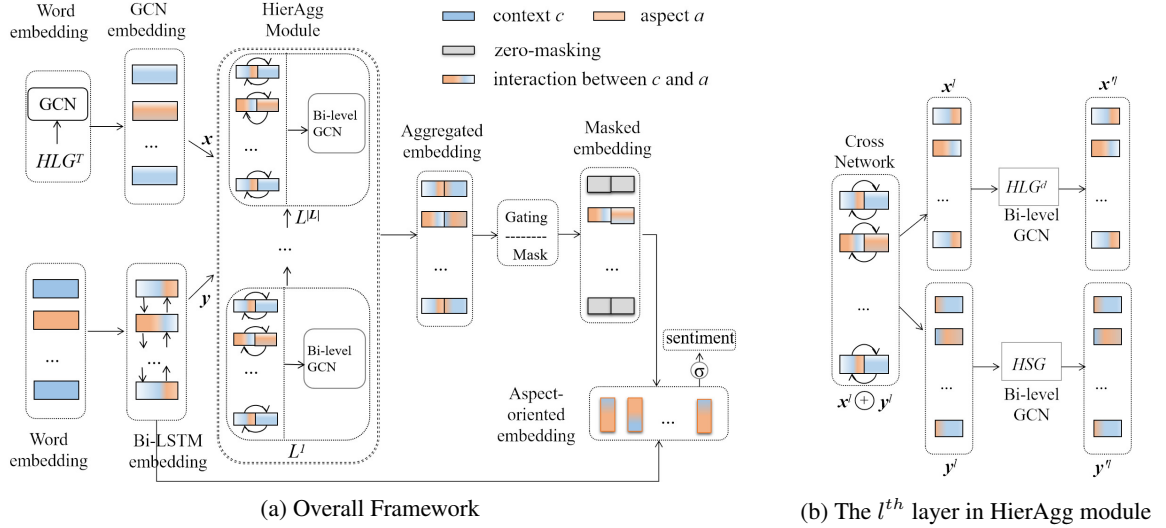 Word
embedding
GCN
embedding
HierAgg
Module
context c
aspect a
zero-masking
interaction between c and a
GCN
HLG^T
...
x
Bi-level
GCN
...
L^|L|
...
y
Bi-level
GCN
...
L^1
...
Word
embedding
...
Bi-LSTM
embedding
Aggregated
embedding
...
Gating
Mask
Masked
embedding
...
sentiment
σ
Aspect-
oriented
embedding
...
(a) Overall Framework
Cross
Network
...
x^l + y^l
x^l
...
HLG^d
Bi-level
GCN
x'^l
...
...
y^l
HSG
Bi-level
GCN
...
y'^l
(b) The l^th layer in HierAgg module